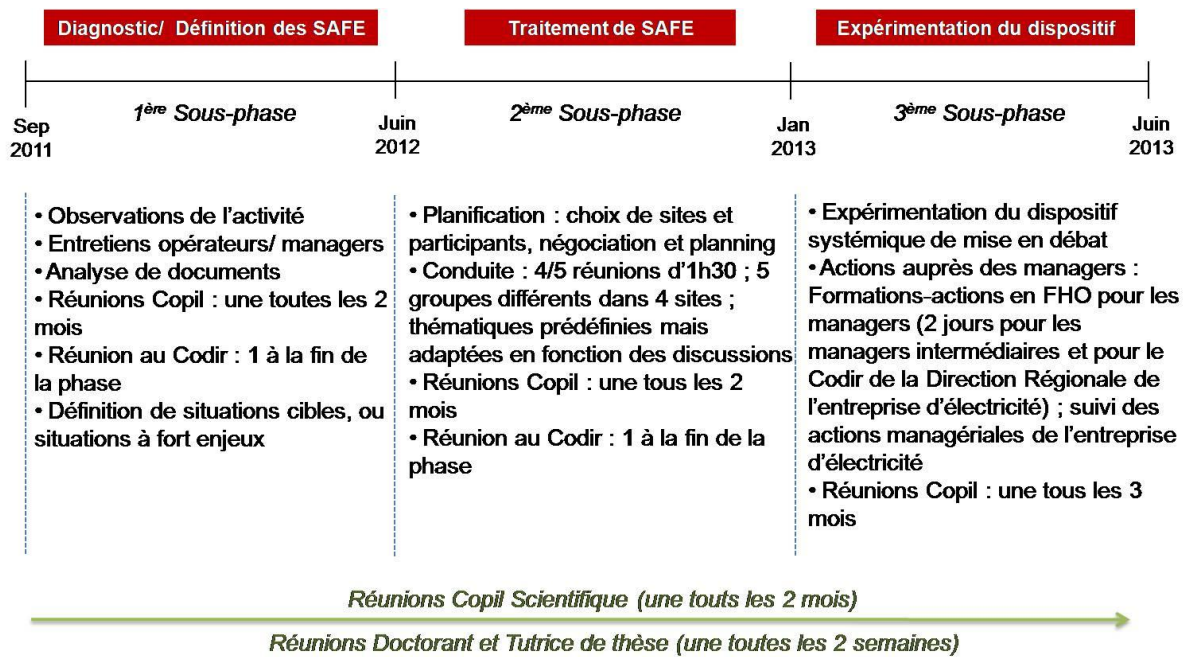 Diagnostic/ Définition des SAFE
Traitement de SAFE
Expérimentation du dispositif
1ère Sous-phase
2ème Sous-phase
3ème Sous-phase
Sep
2011
Juin
2012
Jan
2013
Juin
2013
• Observations de l'activité
• Entretiens opérateurs/ managers
• Analyse de documents
• Réunions Copil : une toutes les 2
mois
• Réunion au Codir : 1 à la fin de
la phase
• Définition de situations cibles, ou
situations à fort enjeux
• Planification : choix de sites et
participants, négociation et planning
• Conduite : 4/5 réunions d'1h30 ; 5
groupes différents dans 4 sites ;
thématiques prédéfinies mais
adaptées en fonction des discussions
• Réunions Copil : une tous les 2
mois
• Réunion au Codir : 1 à la fin de la
phase
• Expérimentation du dispositif
systémique de mise en débat
• Actions auprès des managers :
Formations-actions en FHO pour les
managers (2 jours pour les
managers intermédiaires et pour le
Codir de la Direction Régionale de
l'entreprise d'électricité) ; suivi des
actions managériales de l'entreprise
d'électricité
• Réunions Copil : une tous les 3
mois
Réunions Copil Scientifique (une touts les 2 mois)
Réunions Doctorant et Tutrice de thèse (une toutes les 2 semaines)